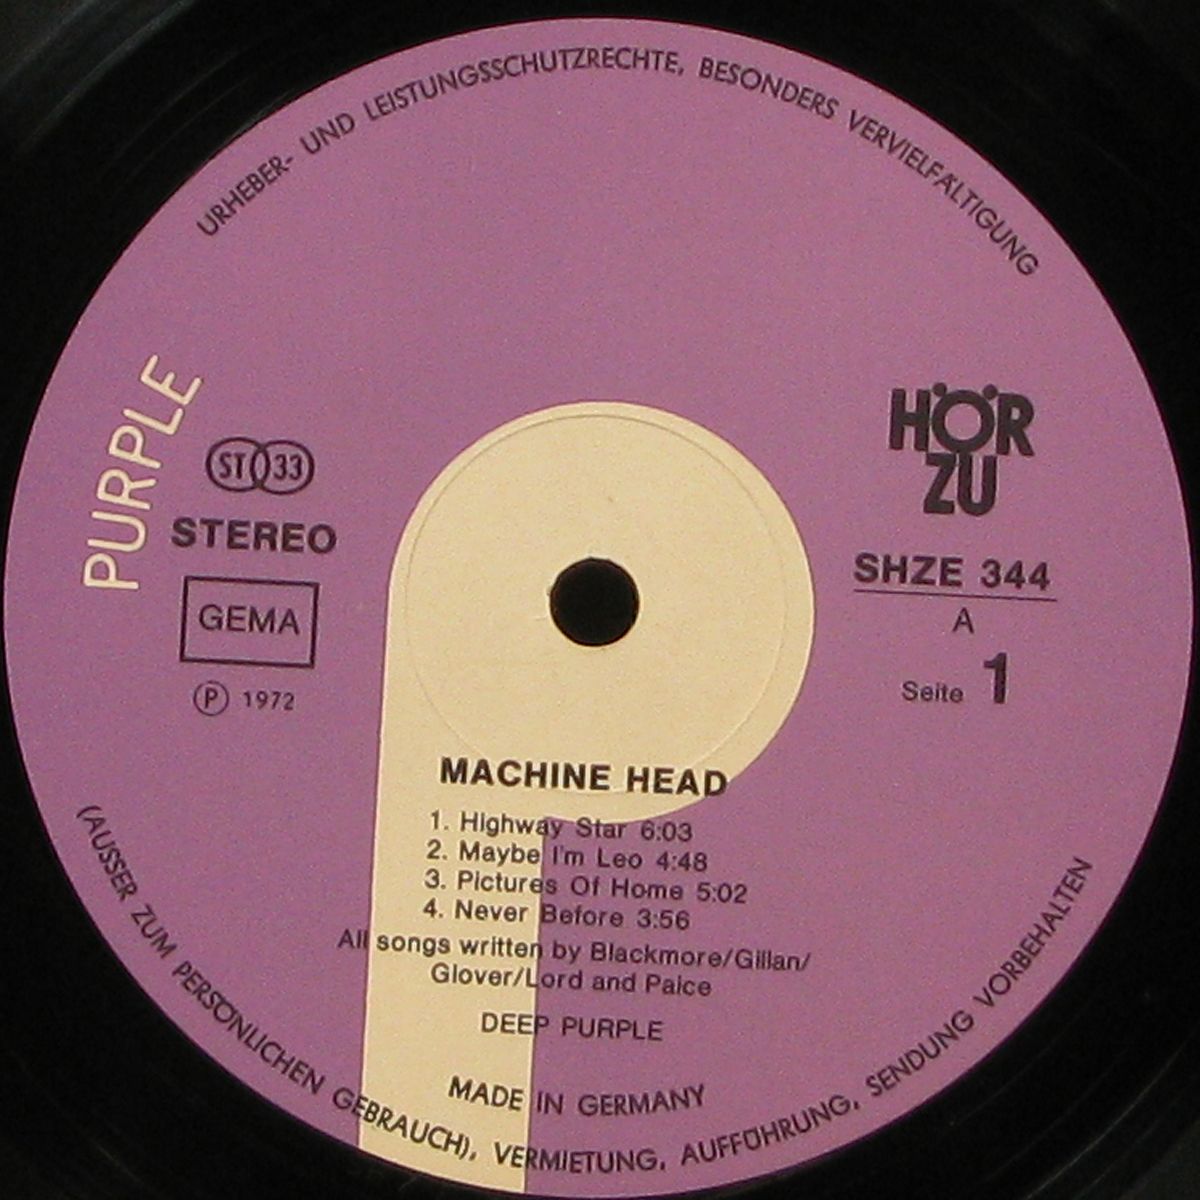 URHEBER- UND LEISTUNGSSCHUTZRECHTE, BESONDERS VERVIELFÄLTIGUNG
PURPLE
ST 33
STEREO
GEMA
Ⓟ 1972
HÖR
ZU
SHZE 344
A
Seite 1
MACHINE HEAD
1. Highway Star 6:03
2. Maybe I'm Leo 4:48
3. Pictures Of Home 5:02
4. Never Before 3:56
All songs written by Blackmore/Gillan/
Glover/Lord and Paice
DEEP PURPLE
MADE IN GERMANY
(AUSSER ZUM PERSÖNLICHEN GEBRAUCH), VERMIETUNG, AUFFÜHRUNG, SENDUNG VORBEHALTEN